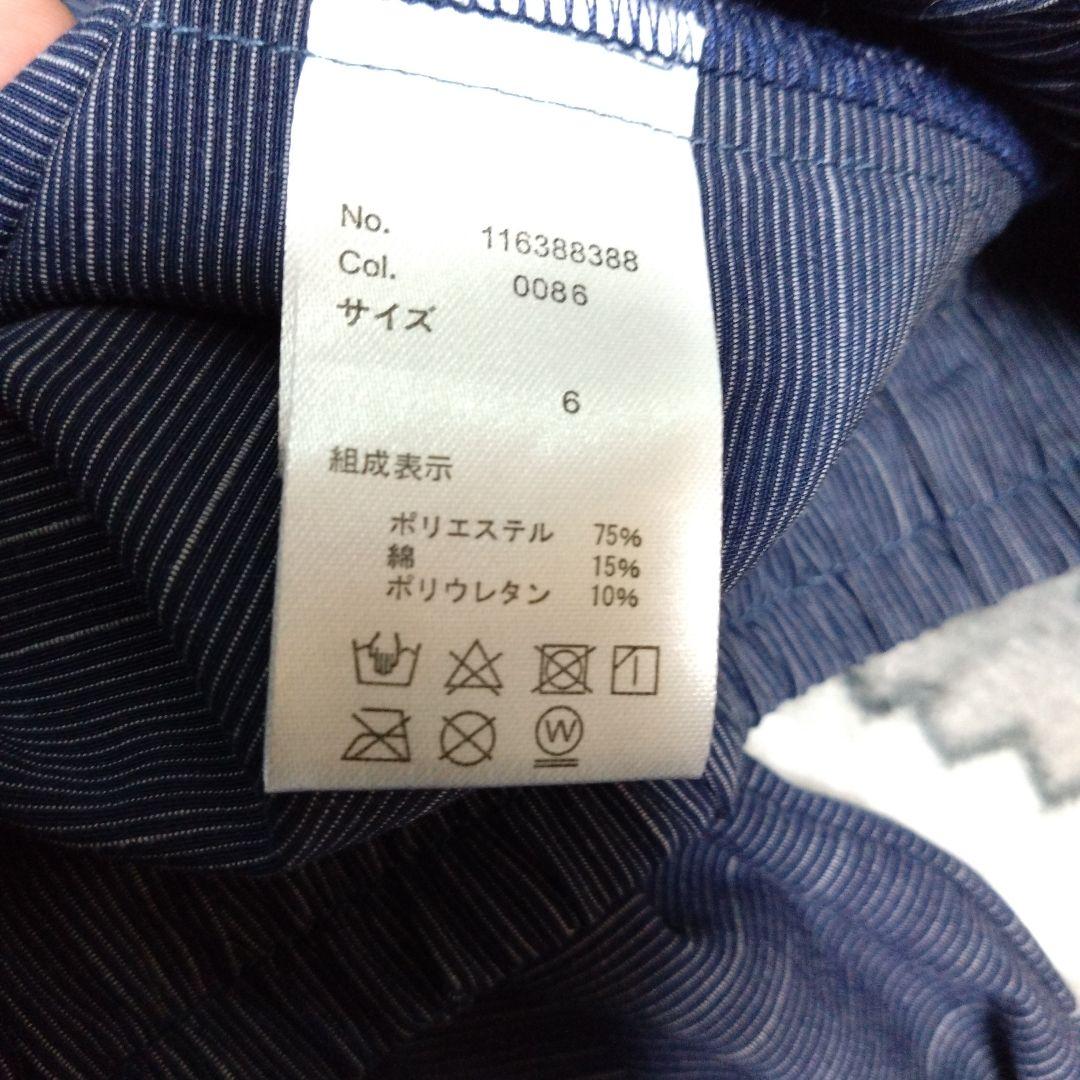 No. 116388388
Col. 0086
サイズ
6
組成表示
ポリエステル 75%
綿 15%
ポリウレタン 10%
W